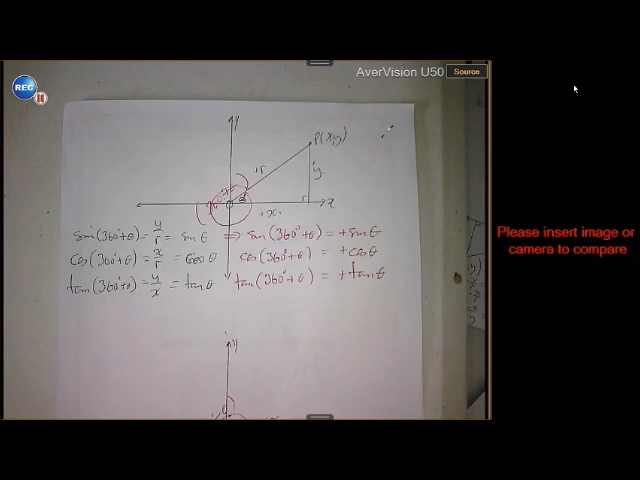 AverVision U50 Source
REC
y
P(x,y)
+r
y
360°+θ
θ
r
x
+x
sin(360°+θ) = y/r = sin θ ⇒ sin(360°+θ) = +sin θ
cos(360°+θ) = x/r = cos θ cos(360°+θ) = +cos θ
tan(360°+θ) = y/x = tan θ tan(360°+θ) = +tan θ
y
Please insert image or
camera to compare